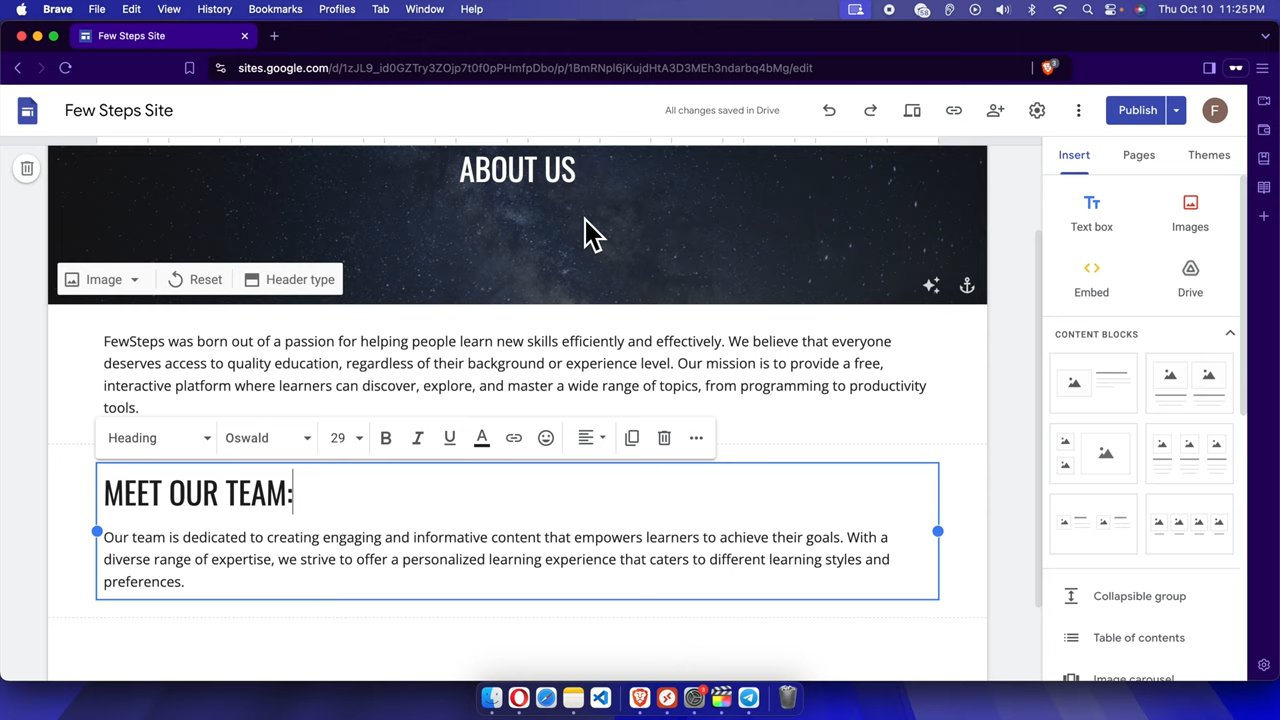 Brave File Edit View History Bookmarks Profiles Tab Window Help Thu Oct 10 11:25 PM
Few Steps Site
sites.google.com/d/1zJL9_id0GZTry3ZOjp7t0f0pPHmfpDbo/p/1BmRNpl6jKujdHtA3D3MEh3ndarbq4bMg/edit
Few Steps Site All changes saved in Drive Publish F
Insert Pages Themes
ABOUT US
Text box Images
Image Reset Header type
Embed Drive
CONTENT BLOCKS
FewSteps was born out of a passion for helping people learn new skills efficiently and effectively. We believe that everyone
deserves access to quality education, regardless of their background or experience level. Our mission is to provide a free,
interactive platform where learners can discover, explore, and master a wide range of topics, from programming to productivity
tools.
Heading Oswald 29 B I U A
MEET OUR TEAM:
Our team is dedicated to creating engaging and informative content that empowers learners to achieve their goals. With a
diverse range of expertise, we strive to offer a personalized learning experience that caters to different learning styles and
preferences.
Collapsible group
Table of contents
Image carousel